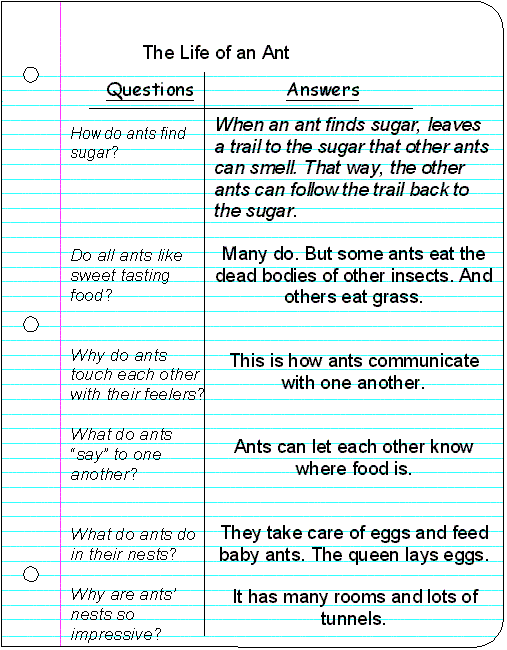 The Life of an Ant
Questions Answers
How do ants find
sugar?
When an ant finds sugar, leaves
a trail to the sugar that other ants
can smell. That way, the other
ants can follow the trail back to
the sugar.
Do all ants like
sweet tasting
food?
Many do. But some ants eat the
dead bodies of other insects. And
others eat grass.
Why do ants
touch each other
with their feelers?
This is how ants communicate
with one another.
What do ants
“say” to one
another?
Ants can let each other know
where food is.
What do ants do
in their nests?
They take care of eggs and feed
baby ants. The queen lays eggs.
Why are ants’
nests so
impressive?
It has many rooms and lots of
tunnels.